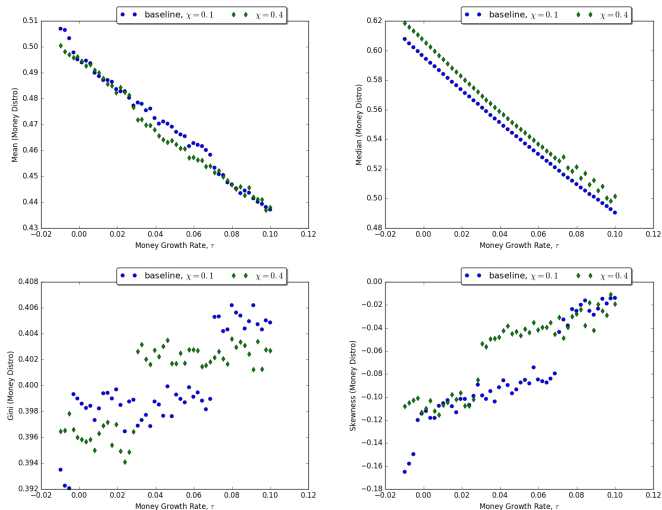 baseline, χ = 0.1 χ = 0.4
0.51
0.50
0.49
0.48
0.47
0.46
0.45
0.44
0.43
Mean (Money Distro)
−0.02 0.00 0.02 0.04 0.06 0.08 0.10 0.12
Money Growth Rate, τ
baseline, χ = 0.1 χ = 0.4
0.62
0.60
0.58
0.56
0.54
0.52
0.50
0.48
Median (Money Distro)
−0.02 0.00 0.02 0.04 0.06 0.08 0.10 0.12
Money Growth Rate, τ
baseline, χ = 0.1 χ = 0.4
0.408
0.406
0.404
0.402
0.400
0.398
0.396
0.394
0.392
Gini (Money Distro)
−0.02 0.00 0.02 0.04 0.06 0.08 0.10 0.12
Money Growth Rate, τ
baseline, χ = 0.1 χ = 0.4
0.00
−0.02
−0.04
−0.06
−0.08
−0.10
−0.12
−0.14
−0.16
−0.18
Skewness (Money Distro)
−0.02 0.00 0.02 0.04 0.06 0.08 0.10 0.12
Money Growth Rate, τ